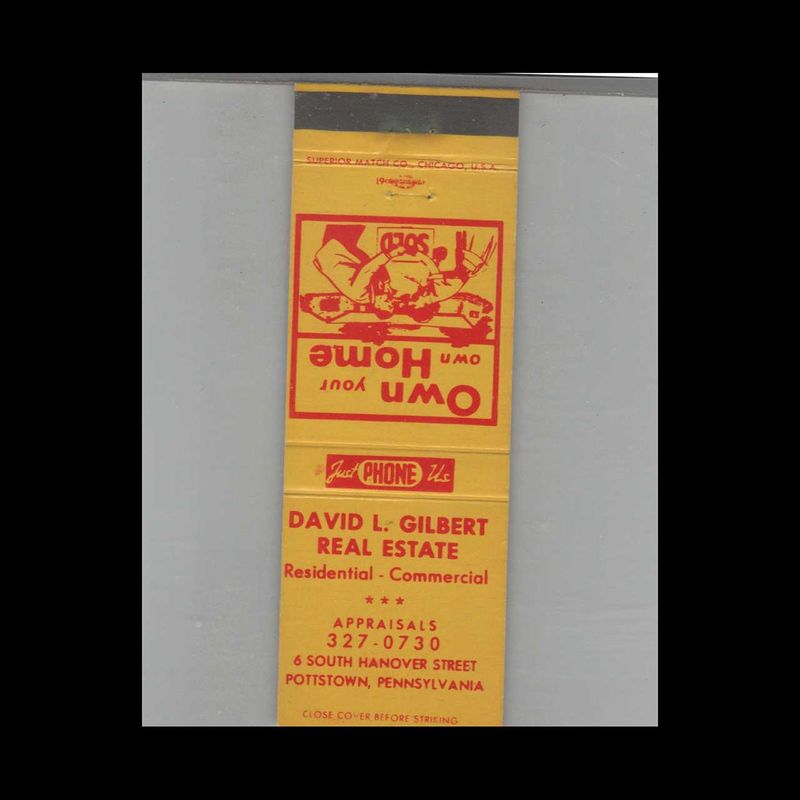 SUPERIOR MATCH CO., CHICAGO, U.S.A.
SOLD
Own your
own Home
Just PHONE Us
DAVID L. GILBERT
REAL ESTATE
Residential - Commercial
* * *
APPRAISALS
327-0730
6 SOUTH HANOVER STREET
POTTSTOWN, PENNSYLVANIA
CLOSE COVER BEFORE STRIKING